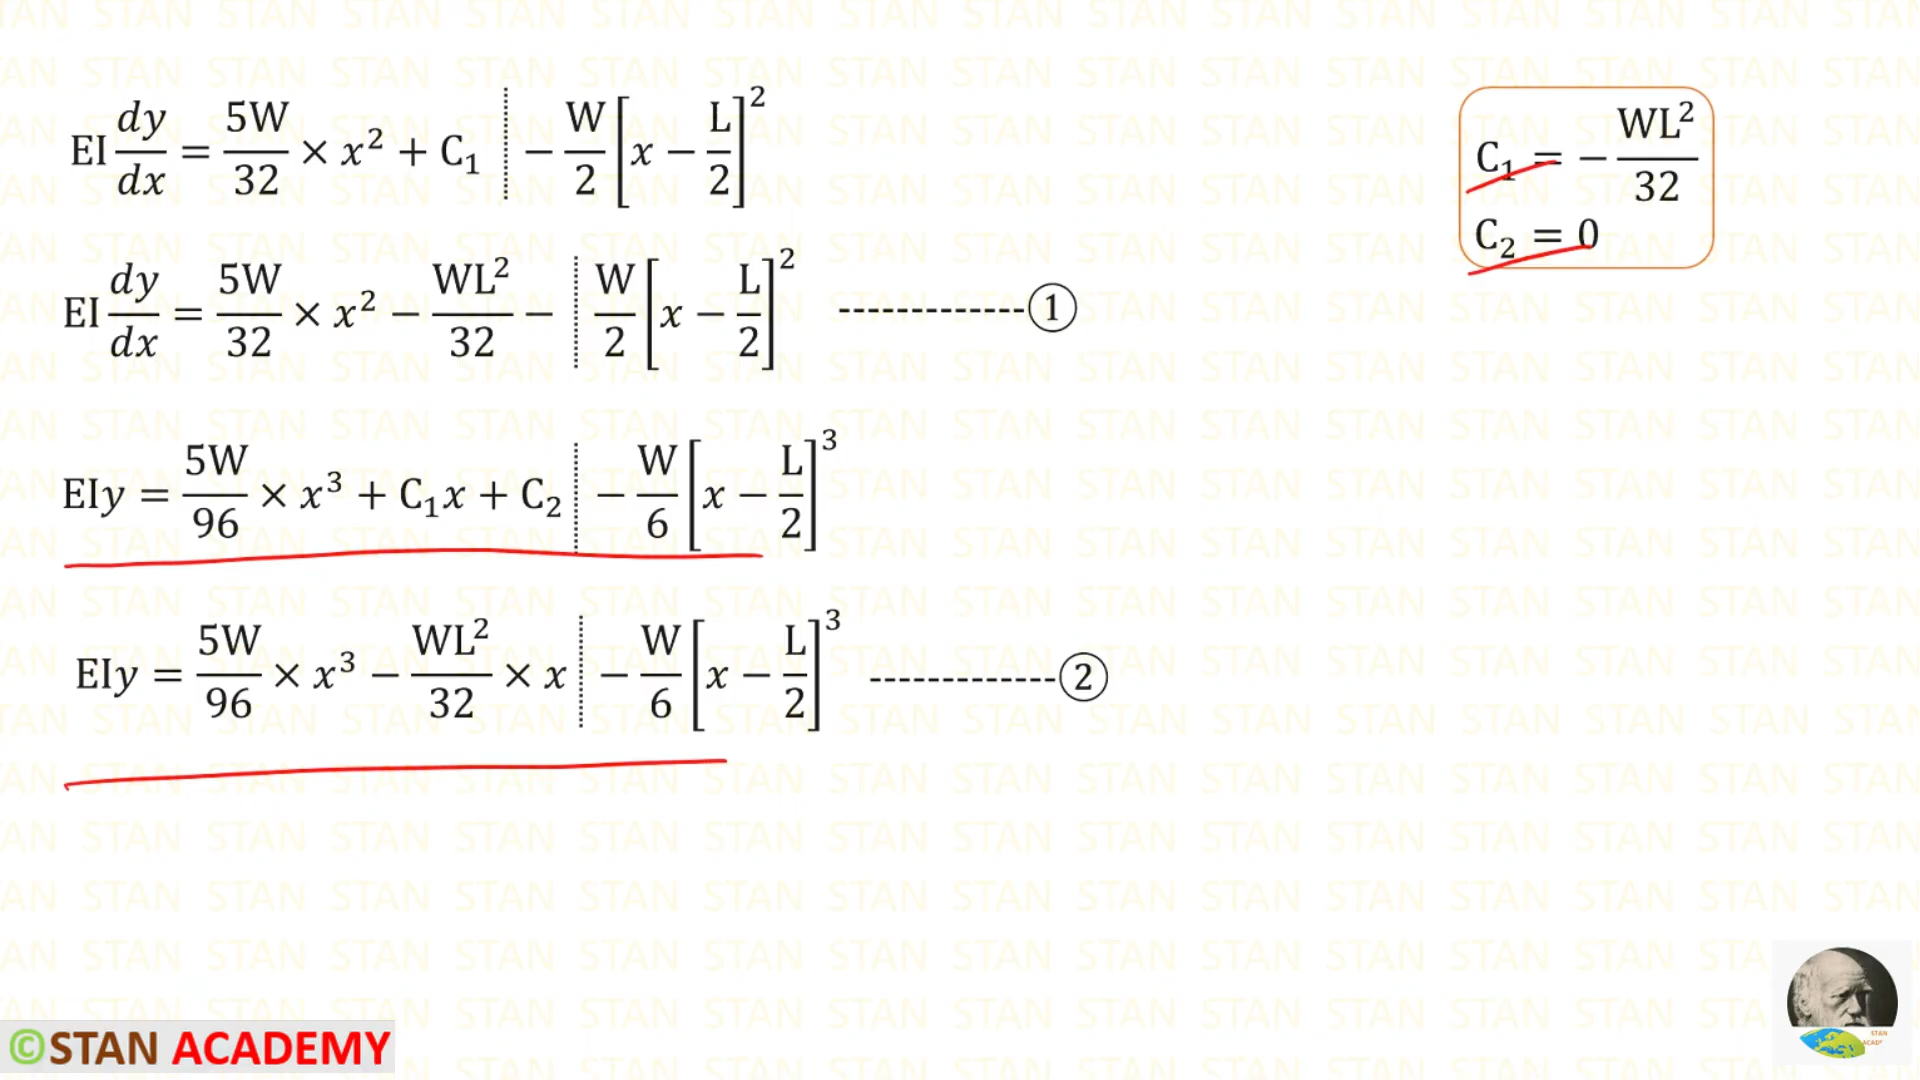 EI dy/dx = 5W/32 × x² + C₁ ┊ − W/2 [x − L/2]²
C₁ = − WL²/32
C₂ = 0
EI dy/dx = 5W/32 × x² − WL²/32 − ┊ W/2 [x − L/2]² -------------①
EIy = 5W/96 × x³ + C₁x + C₂ ┊ − W/6 [x − L/2]³
EIy = 5W/96 × x³ − WL²/32 × x ┊ − W/6 [x − L/2]³ -------------②
©STAN ACADEMY